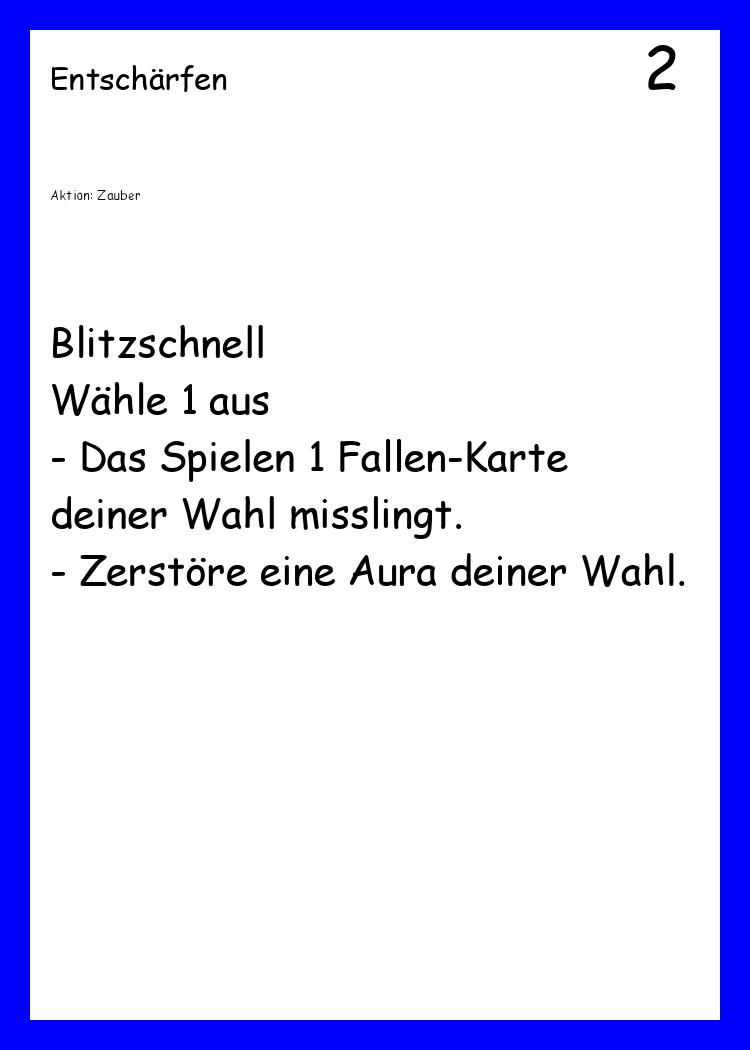 Entschärfen
2
Aktion: Zauber
Blitzschnell
Wähle 1 aus
- Das Spielen 1 Fallen-Karte
deiner Wahl misslingt.
- Zerstöre eine Aura deiner Wahl.